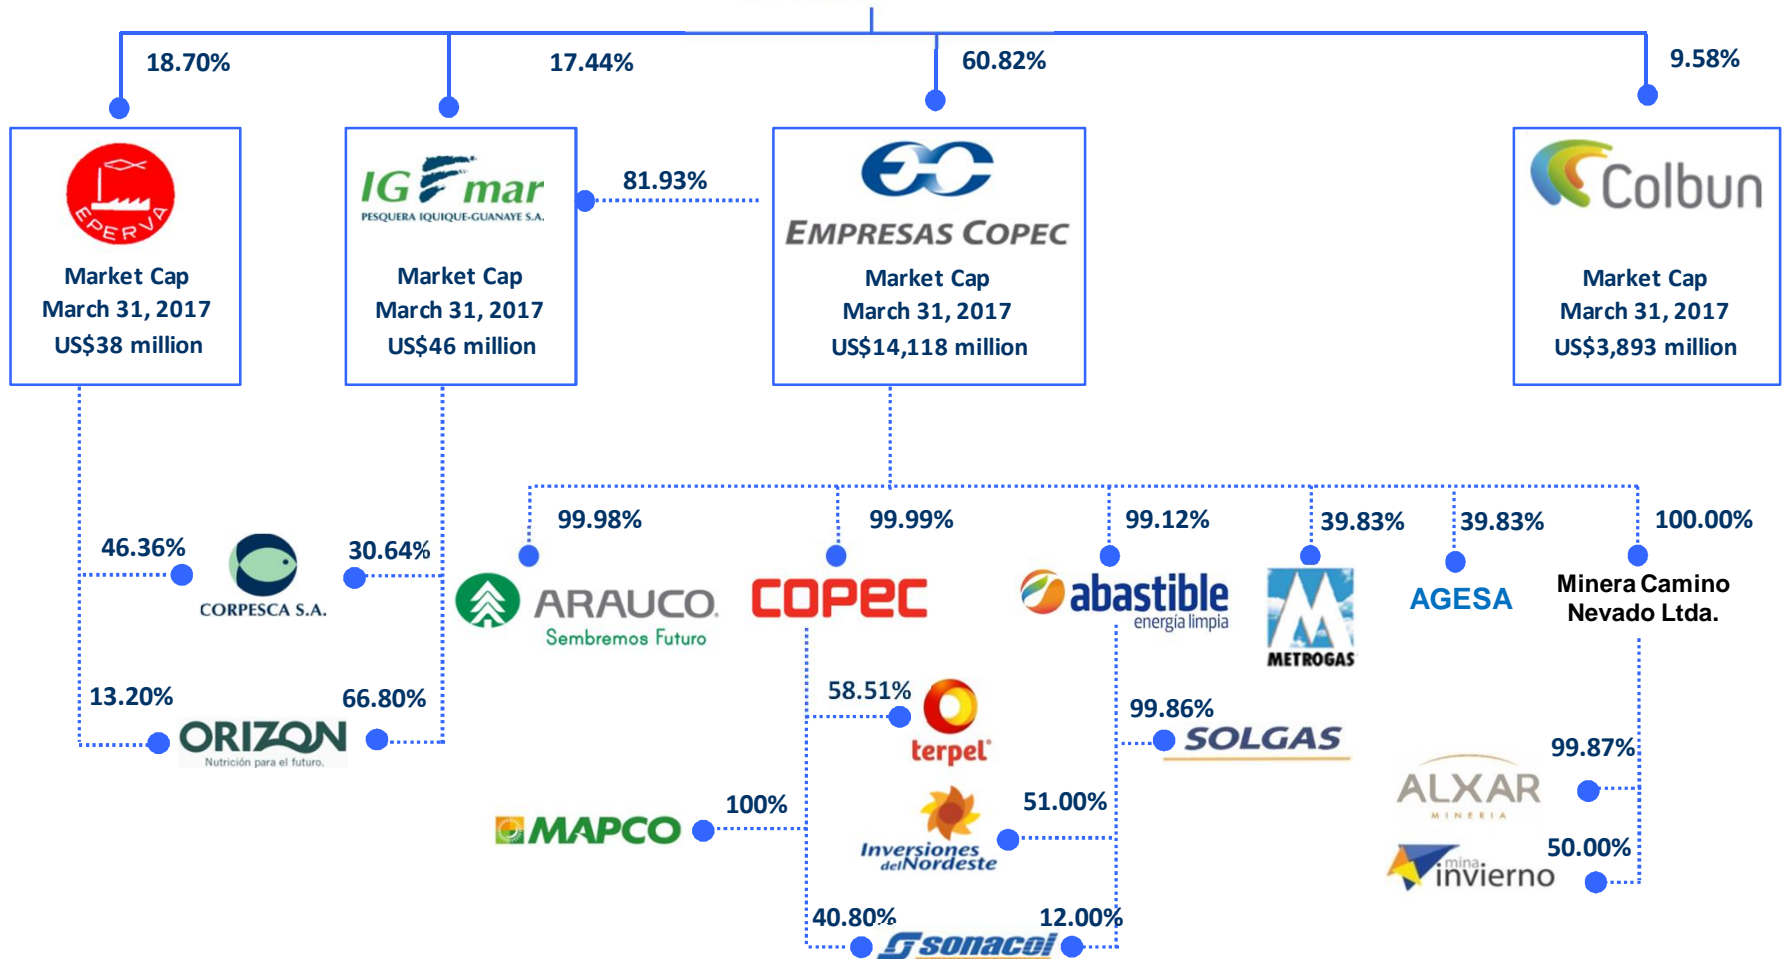 18.70%
17.44%
60.82%
9.58%
EPERVA
IG mar
PESQUERA IQUIQUE-GUANAYE S.A.
81.93%
EC
EMPRESAS COPEC
Colbun
Market Cap
March 31, 2017
US$38 million
Market Cap
March 31, 2017
US$46 million
Market Cap
March 31, 2017
US$14,118 million
Market Cap
March 31, 2017
US$3,893 million
99.98%
99.99%
99.12%
39.83%
39.83%
100.00%
46.36%
30.64%
CORPESCA S.A.
ARAUCO
Sembremos Futuro
COPEC
abastible
energía limpia
METROGAS
AGESA
Minera Camino
Nevado Ltda.
13.20%
66.80%
ORIZON
Nutrición para el futuro.
58.51%
terpel
99.86%
SOLGAS
99.87%
ALXAR
MINERIA
MAPCO
100%
Inversiones
del Nordeste
51.00%
50.00%
mina
invierno
40.80%
sonacol
12.00%